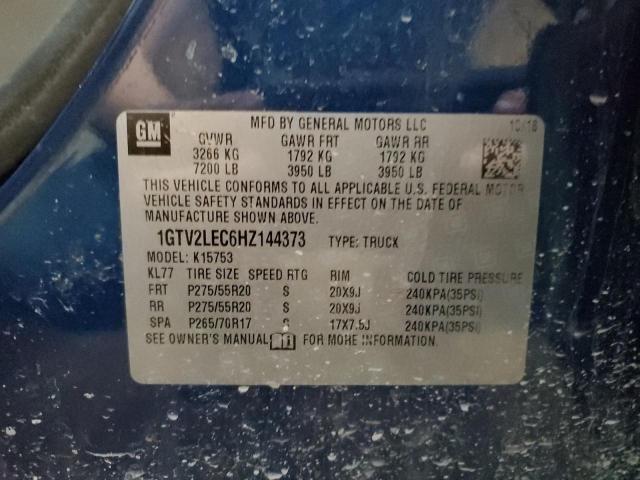 GM
MFD BY GENERAL MOTORS LLC 10/16
GVWR GAWR FRT GAWR RR
3266 KG 1792 KG 1792 KG
7200 LB 3950 LB 3950 LB
THIS VEHICLE CONFORMS TO ALL APPLICABLE U.S. FEDERAL MOTOR
VEHICLE SAFETY STANDARDS IN EFFECT ON THE DATE OF
MANUFACTURE SHOWN ABOVE.
1GTV2LEC6HZ144373 TYPE: TRUCK
MODEL: K15753
KL77 TIRE SIZE SPEED RTG RIM COLD TIRE PRESSURE
FRT P275/55R20 S 20X9J 240KPA(35PSI)
RR P275/55R20 S 20X9J 240KPA(35PSI)
SPA P265/70R17 S 17X7.5J 240KPA(35PSI)
SEE OWNER'S MANUAL FOR MORE INFORMATION.